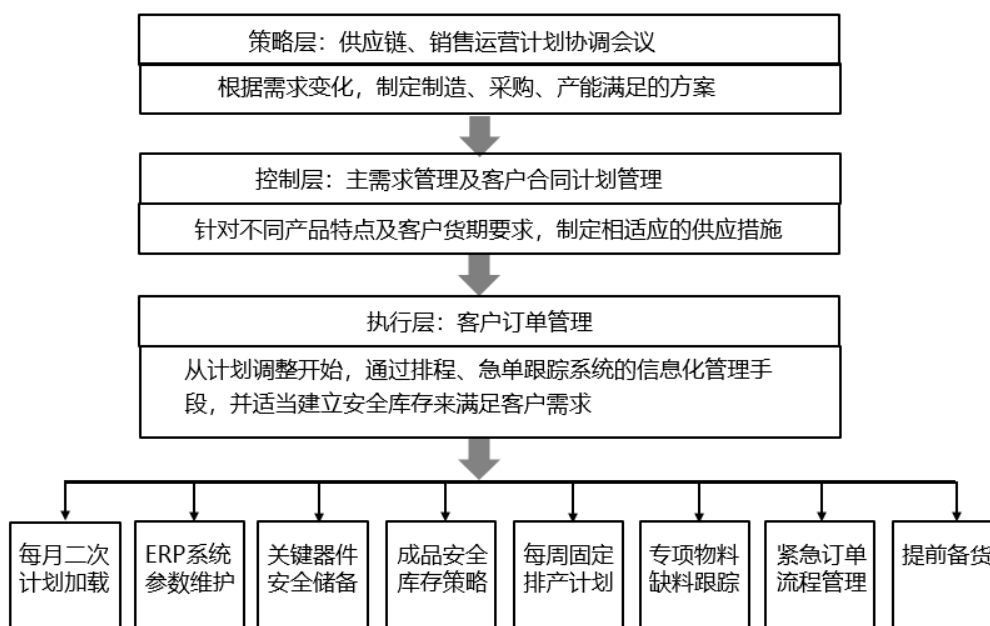 策略层：供应链、销售运营计划协调会议
根据需求变化，制定制造、采购、产能满足的方案
控制层：主需求管理及客户合同计划管理
针对不同产品特点及客户货期要求，制定相适应的供应措施
执行层：客户订单管理
从计划调整开始，通过排程、急单跟踪系统的信息化管理手
段，并适当建立安全库存来满足客户需求
每月二次
计划加载
ERP系统
参数维护
关键器件
安全储备
成品安全
库存策略
每周固定
排产计划
专项物料
缺料跟踪
紧急订单
流程管理
提前备货